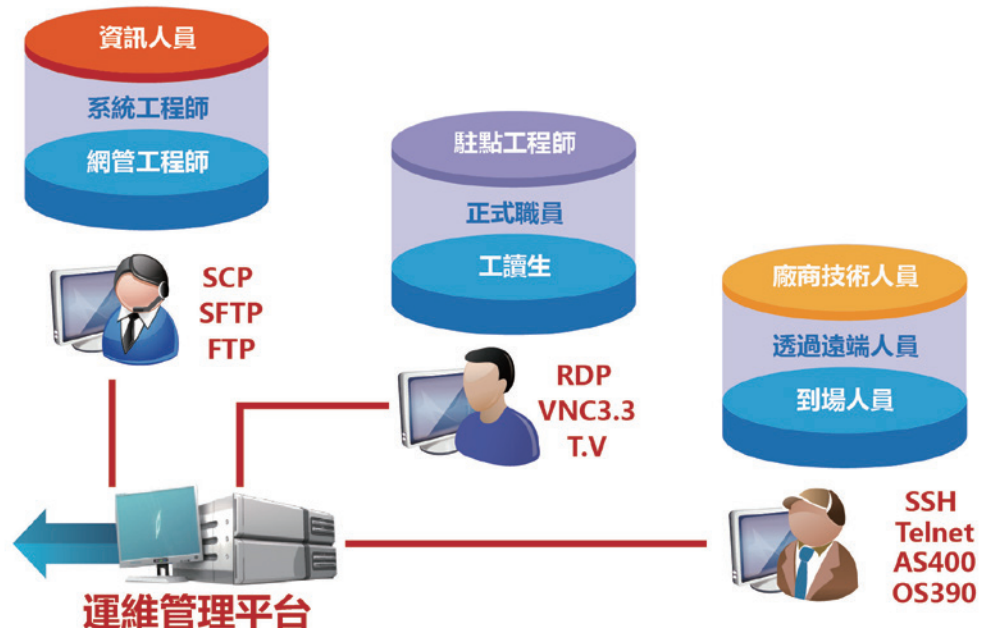 資訊人員
系統工程師
網管工程師
SCP
SFTP
FTP
駐點工程師
正式職員
工讀生
RDP
VNC3.3
T.V
廠商技術人員
透過遠端人員
到場人員
SSH
Telnet
AS400
OS390
運維管理平台